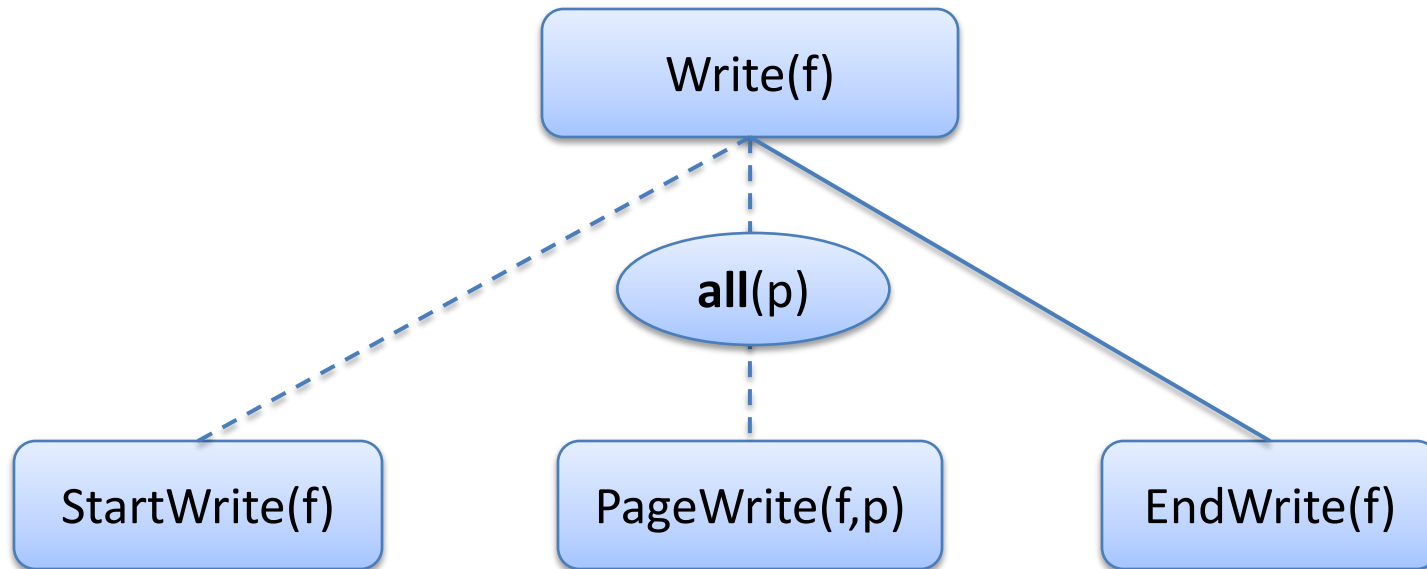 Write(f)
all(p)
StartWrite(f)
PageWrite(f,p)
EndWrite(f)